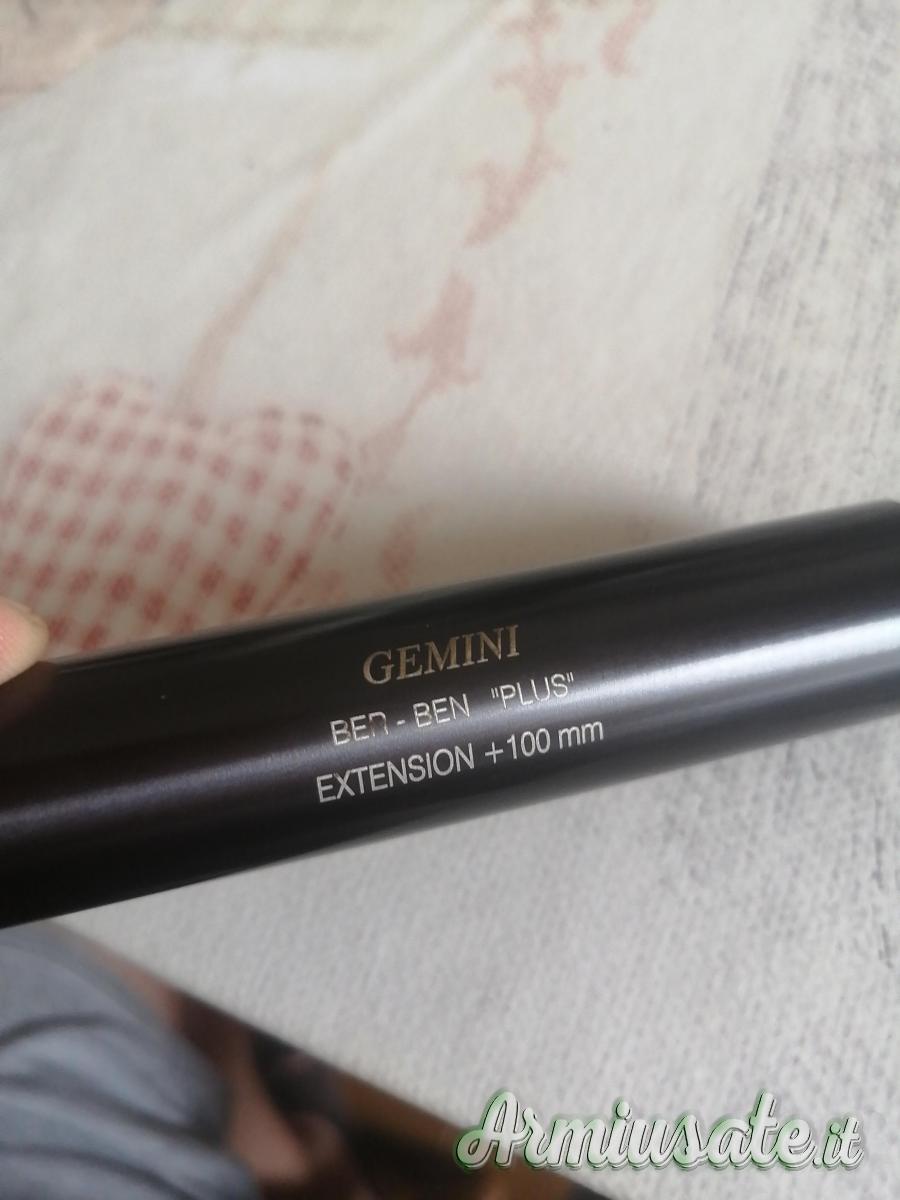 GEMINI
BER - BEN "PLUS"
EXTENSION +100 mm
Armiusate.it